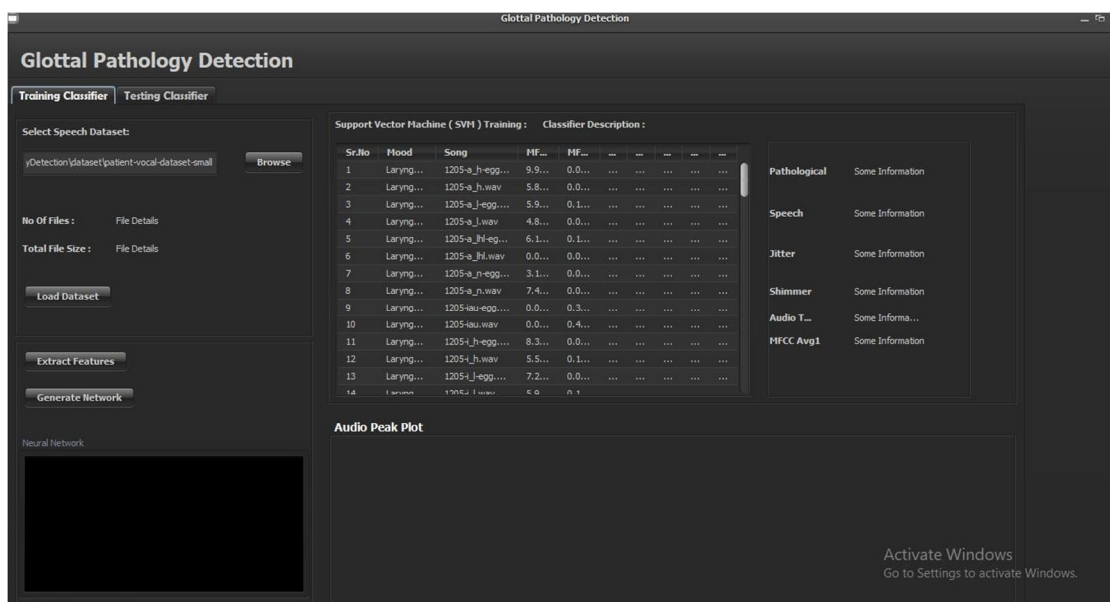 Glottal Pathology Detection
Glottal Pathology Detection
Training Classifier Testing Classifier
Select Speech Dataset:
yDetection\dataset\patient-vocal-dataset-small Browse
No Of Files : File Details
Total File Size : File Details
Load Dataset
Extract Features
Generate Network
Neural Network
Support Vector Machine ( SVM ) Training : Classifier Description :
Sr.No Mood Song MF... MF... ... ... ... ... ...
1 Laryng... 1205-a_h-egg... 9.9... 0.0... ... ... ... ... ...
2 Laryng... 1205-a_h.wav 5.8... 0.0... ... ... ... ... ...
3 Laryng... 1205-a_l-egg.... 5.9... 0.1... ... ... ... ... ...
4 Laryng... 1205-a_l.wav 4.8... 0.0... ... ... ... ... ...
5 Laryng... 1205-a_lhl-eg... 6.1... 0.1... ... ... ... ... ...
6 Laryng... 1205-a_lhl.wav 0.0... 0.0... ... ... ... ... ...
7 Laryng... 1205-a_n-egg... 3.1... 0.0... ... ... ... ... ...
8 Laryng... 1205-a_n.wav 7.4... 0.0... ... ... ... ... ...
9 Laryng... 1205-iau-egg.... 0.0... 0.3... ... ... ... ... ...
10 Laryng... 1205-iau.wav 0.0... 0.4... ... ... ... ... ...
11 Laryng... 1205-i_h-egg... 8.3... 0.0... ... ... ... ... ...
12 Laryng... 1205-i_h.wav 5.5... 0.1... ... ... ... ... ...
13 Laryng... 1205-i_l-egg.... 7.2... 0.0... ... ... ... ... ...
14 Laryng 1205-i_l.wav 5.9 0.1
Pathological Some Information
Speech Some Information
Jitter Some Information
Shimmer Some Information
Audio T... Some Informa...
MFCC Avg1 Some Information
Audio Peak Plot
Activate Windows
Go to Settings to activate Windows.